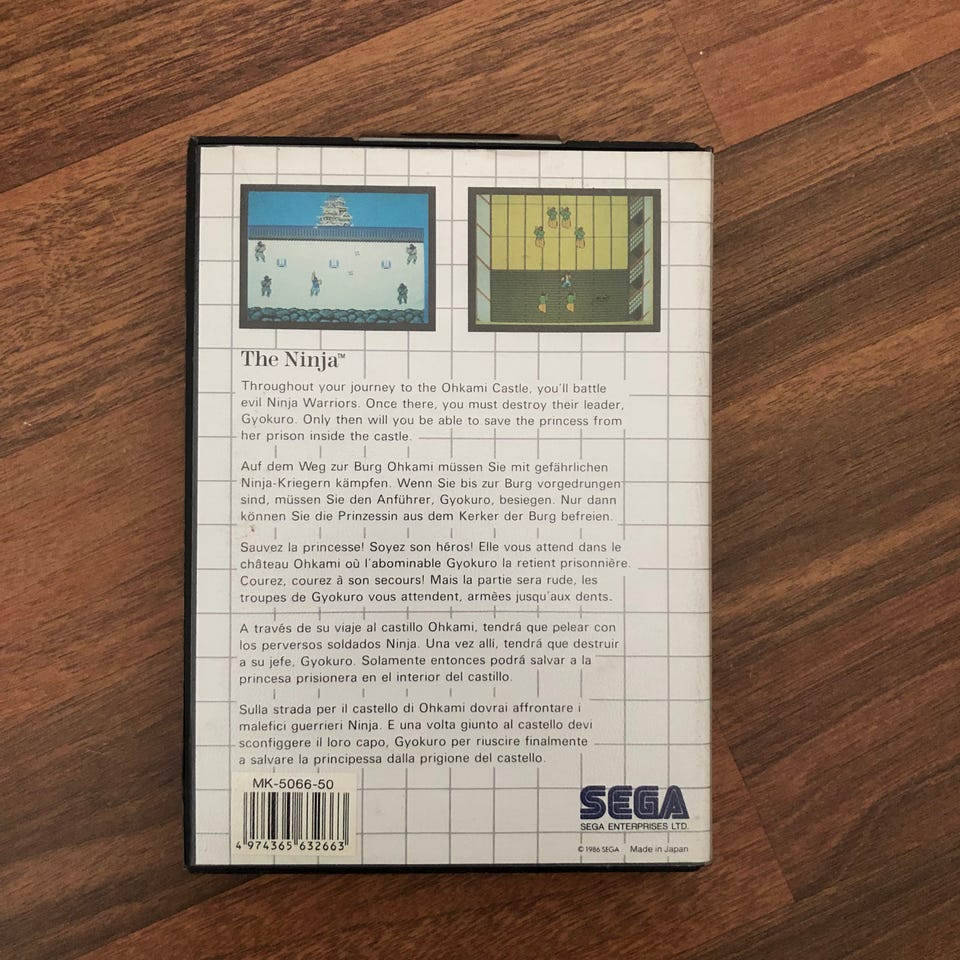 The Ninja™
Throughout your journey to the Ohkami Castle, you'll battle
evil Ninja Warriors. Once there, you must destroy their leader,
Gyokuro. Only then will you be able to save the princess from
her prison inside the castle.
Auf dem Weg zur Burg Ohkami müssen Sie mit gefährlichen
Ninja-Kriegern kämpfen. Wenn Sie bis zur Burg vorgedrungen
sind, müssen Sie den Anführer, Gyokuro, besiegen. Nur dann
können Sie die Prinzessin aus dem Kerker der Burg befreien.
Sauvez la princesse! Soyez son héros! Elle vous attend dans le
château Ohkami où l'abominable Gyokuro la retient prisonnière.
Courez, courez à son secours! Mais la partie sera rude, les
troupes de Gyokuro vous attendent, armèes jusqu'aux dents.
A través de su viaje al castillo Ohkami, tendrá que pelear con
los perversos soldados Ninja. Una vez allí, tendrá que destruir
a su jefe, Gyokuro. Solamente entonces podrá salvar a la
princesa prisionera en el interior del castillo.
Sulla strada per il castello di Ohkami dovrai affrontare i
malefici guerrieri Ninja. E una volta giunto al castello devi
sconfiggere il loro capo, Gyokuro per riuscire finalmente
a salvare la principessa dalla prigione del castello.
MK-5066-50
4 974365 632663
SEGA
SEGA ENTERPRISES LTD.
© 1986 SEGA Made in Japan